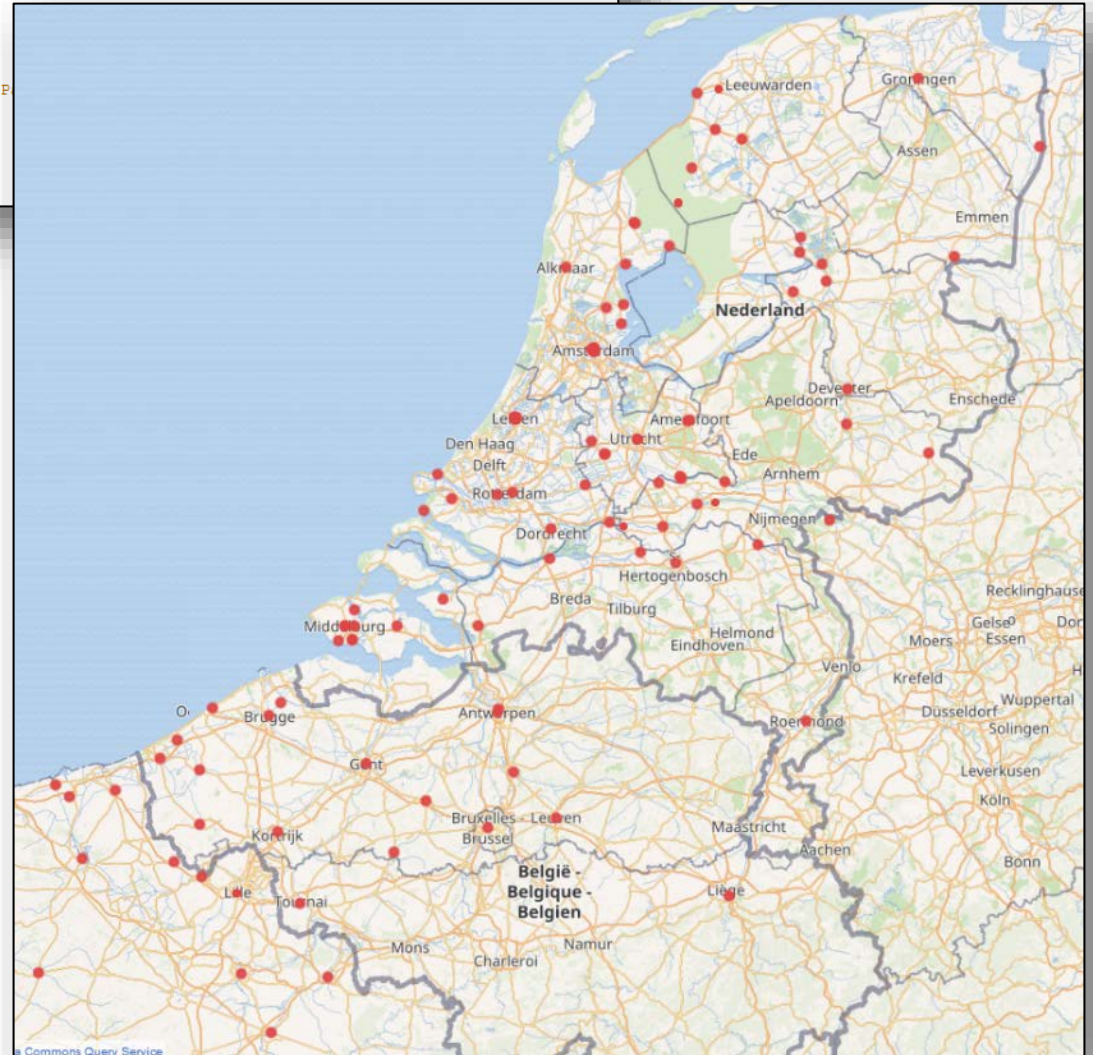 P
Leeuwarden
Groningen
Assen
Emmen
Alkmaar
Nederland
Amsterdam
Deventer
Apeldoorn
Enschede
Leiden
Amersfoort
Den Haag
Utrecht
Delft
Ede
Arnhem
Rotterdam
Nijmegen
Dordrecht
Hertogenbosch
Recklinghause
Breda
Tilburg
Gelse
Dor
Middelburg
Helmond
Moers
Essen
Eindhoven
Venlo
Krefeld
Wuppertal
O
Brugge
Antwerpen
Roermond
Düsseldorf
Solingen
Gent
Leverkusen
Köln
Bruxelles -
Brussel
Leuven
Maastricht
Kortrijk
Aachen
Bonn
België -
Belgique -
Belgien
Lille
Tournai
Liège
Mons
Namur
Charleroi
a Commons Query Service